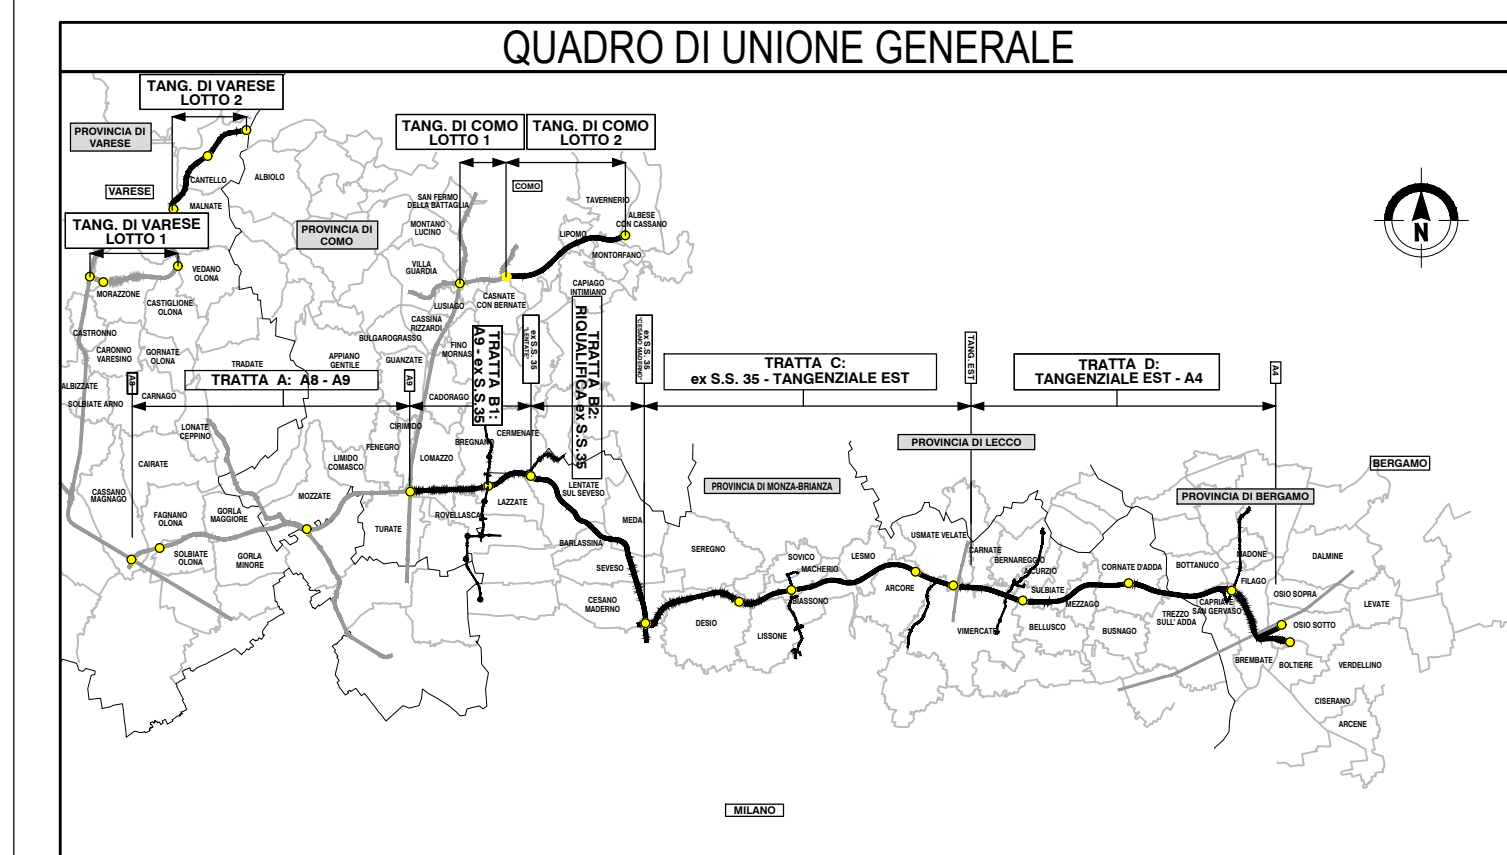 QUADRO DI UNIONE GENERALE
TANG. DI VARESE
LOTTO 2
PROVINCIA DI
VARESE
VARESE
CANTELLO
ALBIOLO
MALNATE
TANG. DI VARESE
LOTTO 1
VEDANO
OLONA
MORAZZONE
CASTIGLIONE
OLONA
PROVINCIA DI
COMO
TANG. DI COMO
LOTTO 1
TANG. DI COMO
LOTTO 2
COMO
SAN FERMO
DELLA BATTAGLIA
MONTANO
LUCINO
VILLA
GUARDIA
TAVERNERIO
ALBESE
CON CASSANO
LIPOMO
MONTORFANO
CAPIAGO
INTIMIANO
LUSIAGO
CASNATE
CON BERNATE
CASSINA
RIZZARDI
BULGAROGRASSO
FINO
MORNAS
N
CASTRONNO
CARONNO
VARESINO
GORNATE
OLONA
TRADATE
APPIANO
GENTILE
GUANZATE
ALBIZZATE
SOLBIATE ARNO
CARNAGO
A8
TRATTA A: A8 - A9
A9
CADORAGO
TRATTA B1:
A9 - ex S.S.35
ex S.S. 35
"LENTATE"
TRATTA B2:
RIQUALIFICA ex S.S.35
ex S.S. 35
"CESANO MADERNO"
TRATTA C:
ex S.S. 35 - TANGENZIALE EST
TANG. EST
TRATTA D:
TANGENZIALE EST - A4
A4
LONATE
CEPPINO
CIRIMIDO
FENEGRO
LIMIDO
COMASCO
LOMAZZO
BREGNANO
CERMENATE
PROVINCIA DI LECCO
BERGAMO
PROVINCIA DI MONZA-BRIANZA
PROVINCIA DI BERGAMO
CAIRATE
CASSANO
MAGNAGO
FAGNANO
OLONA
GORLA
MAGGIORE
MOZZATE
SOLBIATE
OLONA
GORLA
MINORE
TURATE
ROVELLASCA
LAZZATE
LENTATE
SUL SEVESO
MEDA
BARLASSINA
SEVESO
CESANO
MADERNO
SEREGNO
DESIO
SOVICO
MACHERIO
BIASSONO
LISSONE
LESMO
ARCORE
USMATE VELATE
CARNATE
BERNAREGGIO
AICURZIO
SULBIATE
MEZZAGO
VIMERCATE
BELLUSCO
CORNATE D'ADDA
BUSNAGO
BOTTANUCO
TREZZO
SULL' ADDA
CAPRIATE
SAN GERVASO
MADONE
FILAGO
DALMINE
OSIO SOPRA
LEVATE
OSIO SOTTO
BREMBATE
BOLTIERE
VERDELLINO
CISERANO
ARCENE
MILANO